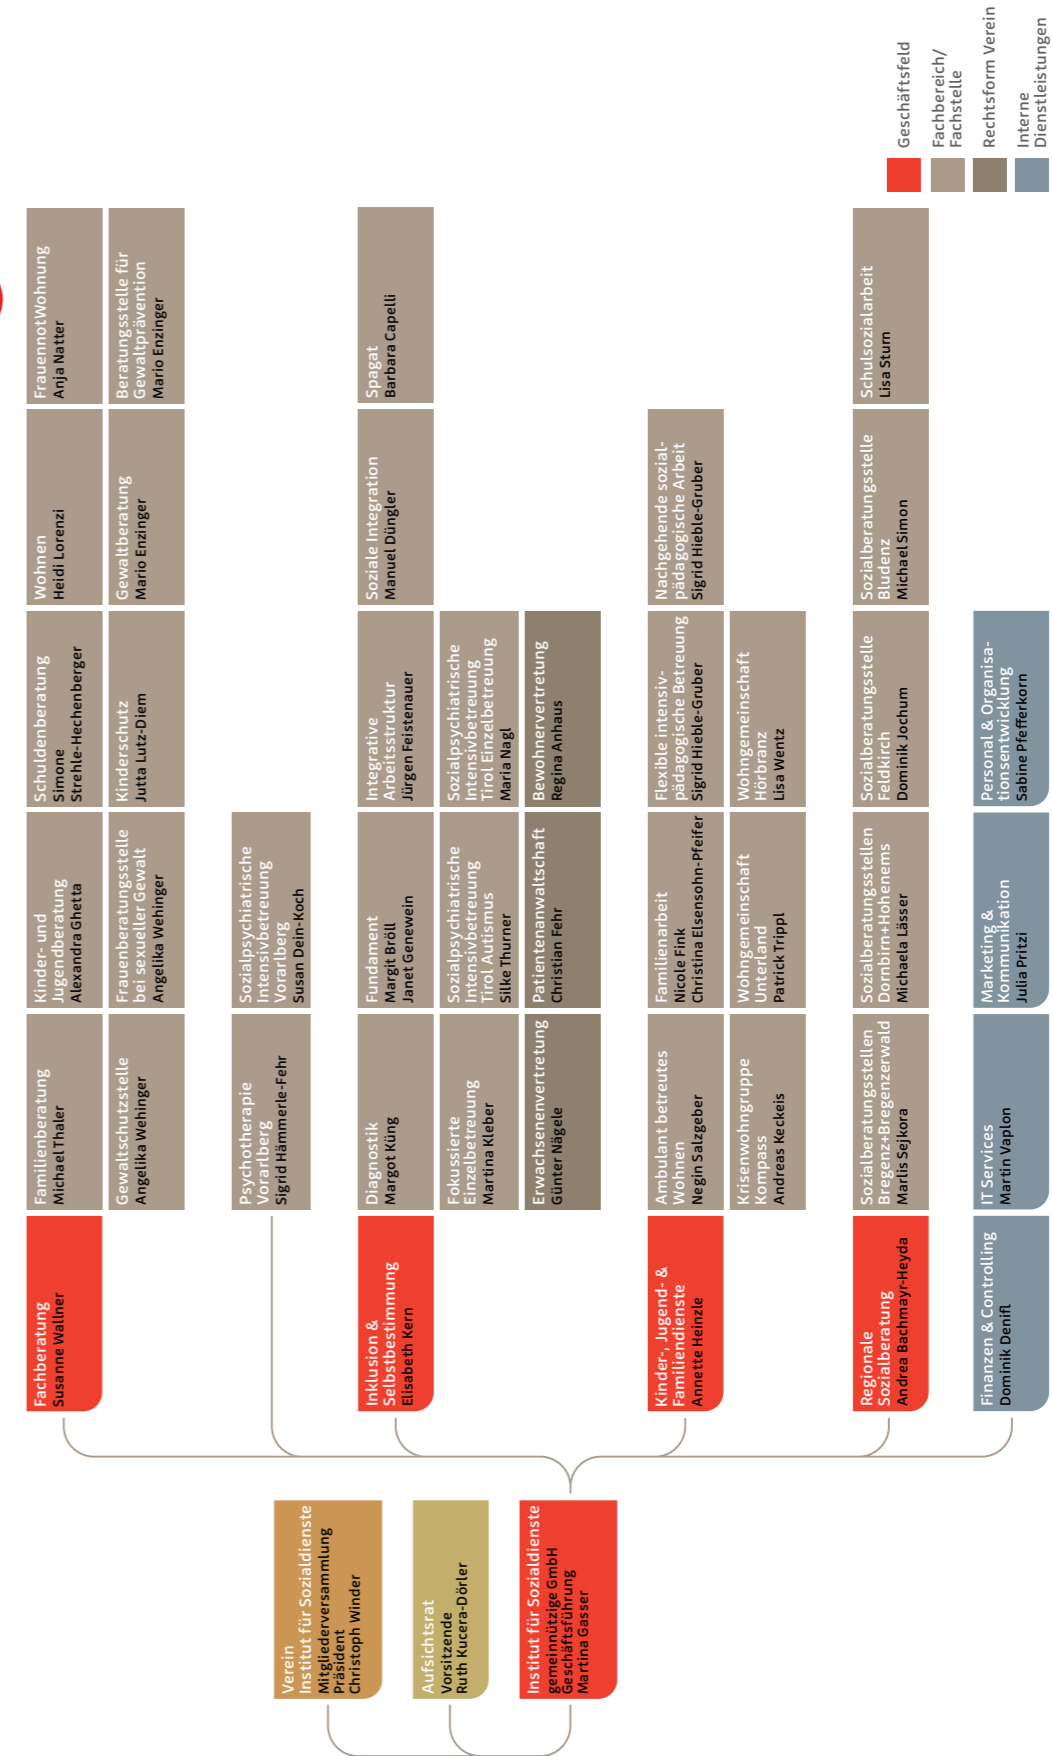 Verein
Institut für Sozialdienste
Mitgliederversammlung
Präsident
Christoph Winder
Aufsichtsrat
Vorsitzende
Ruth Kucera-Dörler
Institut für Sozialdienste
gemeinnützige GmbH
Geschäftsführung
Martina Gasser
Fachberatung
Susanne Wallner
Familienberatung
Michael Thaler
Kinder- und
Jugendberatung
Alexandra Ghetta
Schuldenberatung
Simone
Strehle-Hechenberger
Wohnen
Heidi Lorenzi
FrauennotWohnung
Anja Natter
Gewaltschutzstelle
Angelika Wehinger
Frauenberatungsstelle
bei sexueller Gewalt
Angelika Wehinger
Kinderschutz
Jutta Lutz-Diem
Gewaltberatung
Mario Enzinger
Beratungsstelle für
Gewaltprävention
Mario Enzinger
Psychotherapie
Vorarlberg
Sigrid Hämmerle-Fehr
Sozialpsychiatrische
Intensivbetreuung
Vorarlberg
Susan Dein-Koch
Inklusion &
Selbstbestimmung
Elisabeth Kern
Diagnostik
Margot Küng
Fundament
Margit Bröll
Janet Genewein
Integrative
Arbeitsstruktur
Jürgen Feistenauer
Soziale Integration
Manuel Düngler
Spagat
Barbara Capelli
Fokussierte
Einzelbetreuung
Martina Kleber
Sozialpsychiatrische
Intensivbetreuung
Tirol Autismus
Silke Thurner
Sozialpsychiatrische
Intensivbetreuung
Tirol Einzelbetreuung
Maria Nagl
Erwachsenenvertretung
Günter Nägele
Patientenanwaltschaft
Christian Fehr
Bewohnervertretung
Regina Anhaus
Kinder-, Jugend- &
Familiendienste
Annette Heinzle
Ambulant betreutes
Wohnen
Negin Salzgeber
Familienarbeit
Nicole Fink
Christina Elsensohn-Pfeifer
Flexible intensiv-
pädagogische Betreuung
Sigrid Hieble-Gruber
Nachgehende sozial-
pädagogische Arbeit
Sigrid Hieble-Gruber
Krisenwohngruppe
Kompass
Andreas Keckeis
Wohngemeinschaft
Unterland
Patrick Trippl
Wohngemeinschaft
Hörbranz
Lisa Wentz
Regionale
Sozialberatung
Andrea Bachmayr-Heyda
Sozialberatungsstellen
Bregenz+Bregenzerwald
Marlis Sejkora
Sozialberatungsstellen
Dornbirn+Hohenems
Michaela Lässer
Sozialberatungsstelle
Feldkirch
Dominik Jochum
Sozialberatungsstelle
Bludenz
Michael Simon
Schulsozialarbeit
Lisa Sturn
Finanzen & Controlling
Dominik Denifl
IT Services
Martin Vaplon
Marketing &
Kommunikation
Julia Pritzi
Personal & Organisa-
tionsentwicklung
Sabine Pfefferkorn
Geschäftsfeld
Fachbereich/
Fachstelle
Rechtsform Verein
Interne
Dienstleistungen